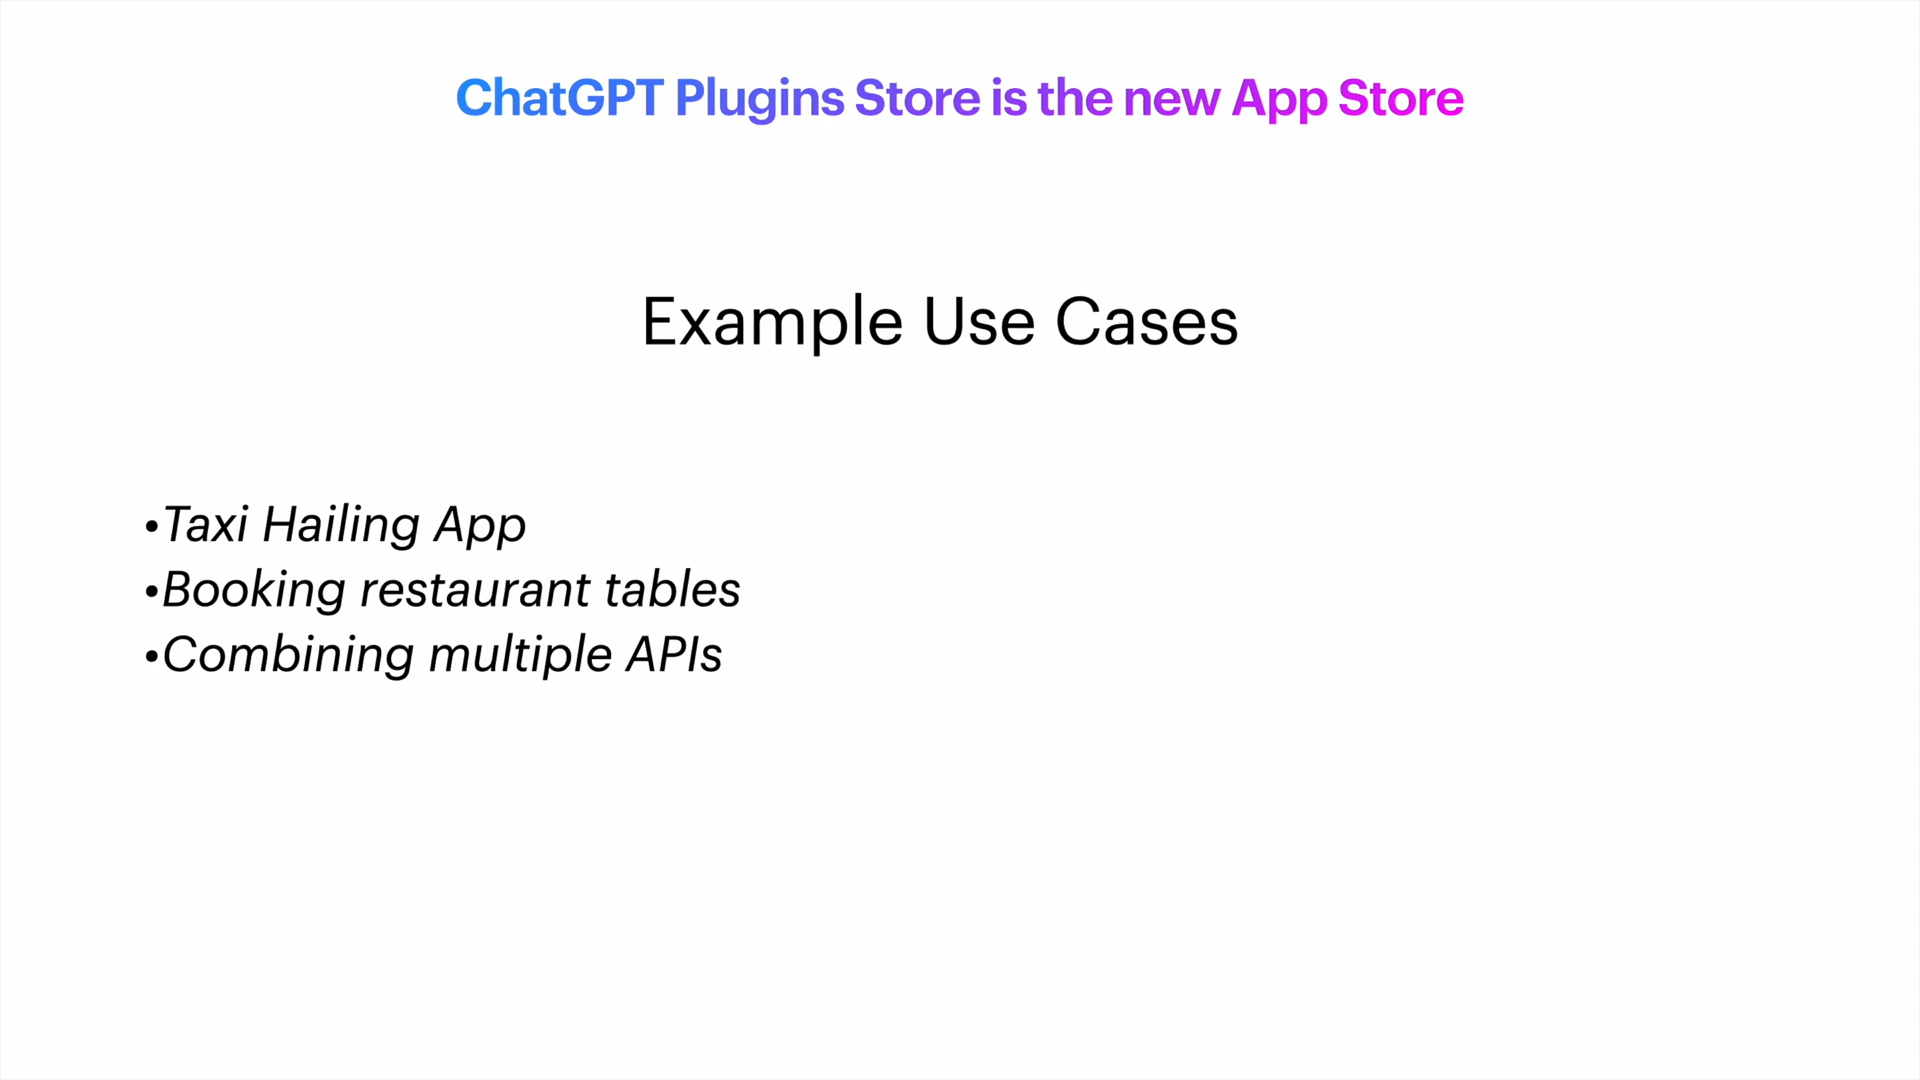 ChatGPT Plugins Store is the new App Store
Example Use Cases
•Taxi Hailing App
•Booking restaurant tables
•Combining multiple APIs